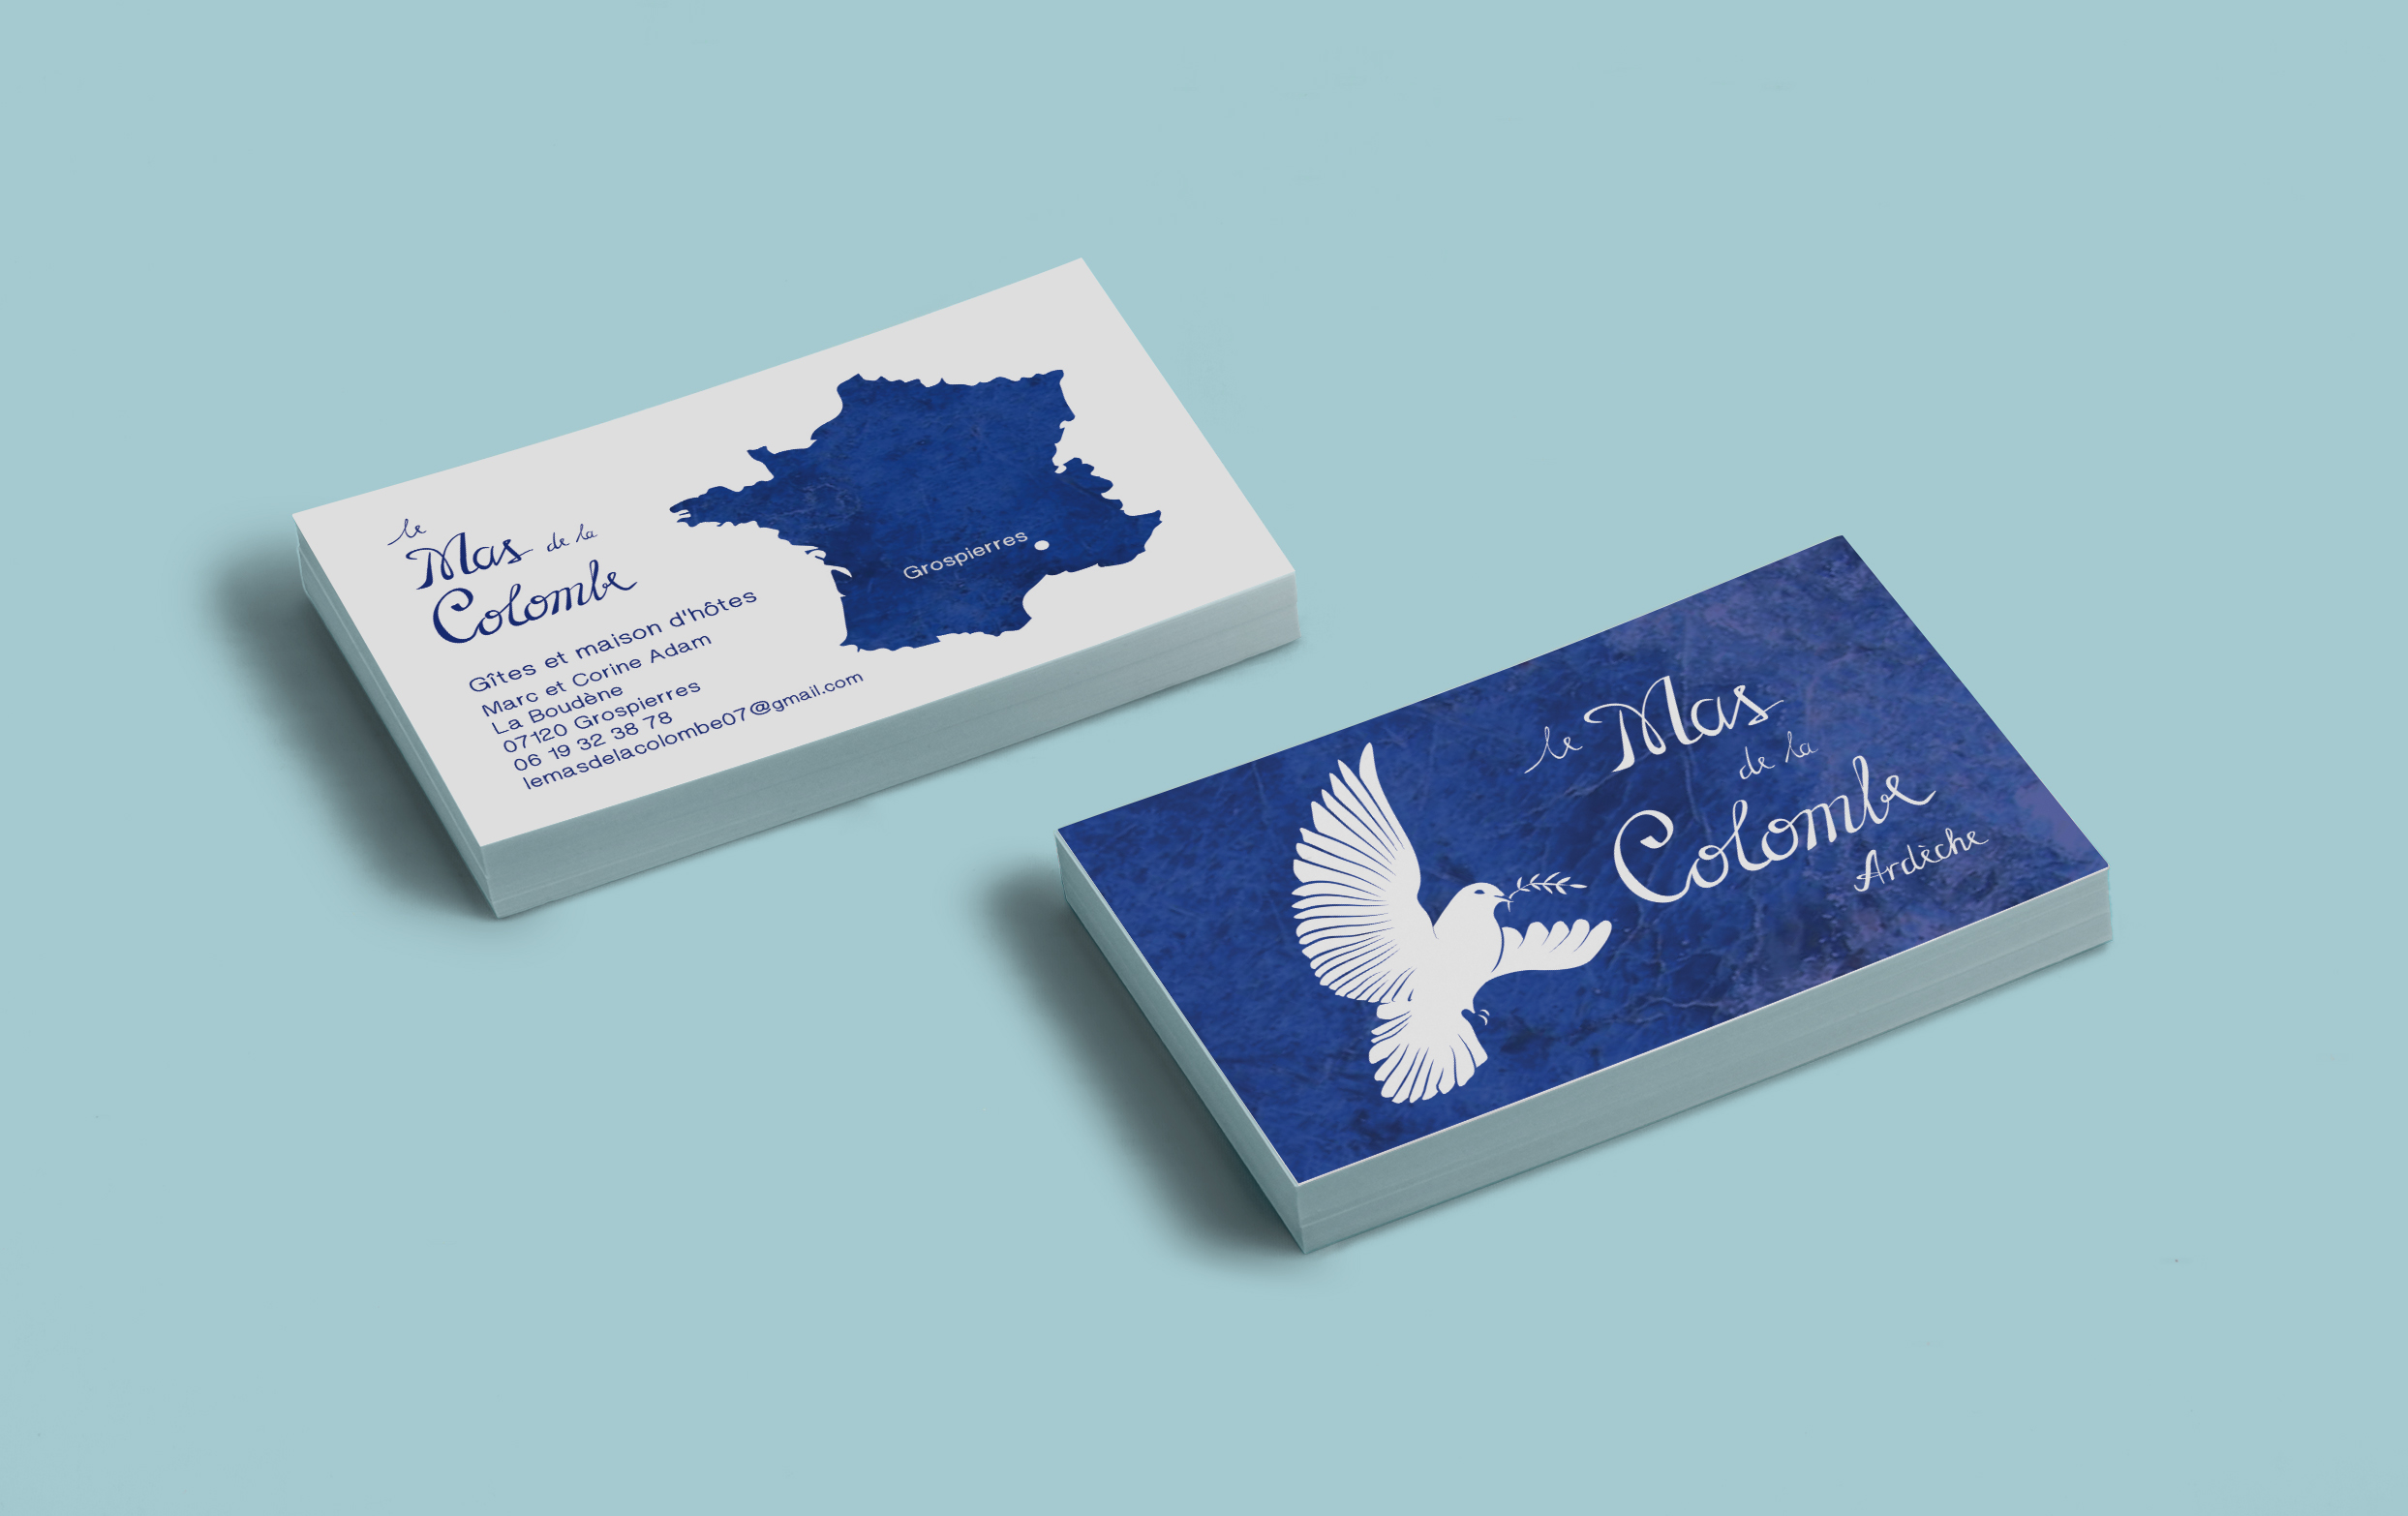 le
Mas de la
Colombe
Gîtes et maison d'hôtes
Marc et Corine Adam
La Boudène
07120 Grospierres
06 19 32 38 78
lemasdelacolombe07@gmail.com
Grospierres
le Mas
de la
Colombe
Ardèche